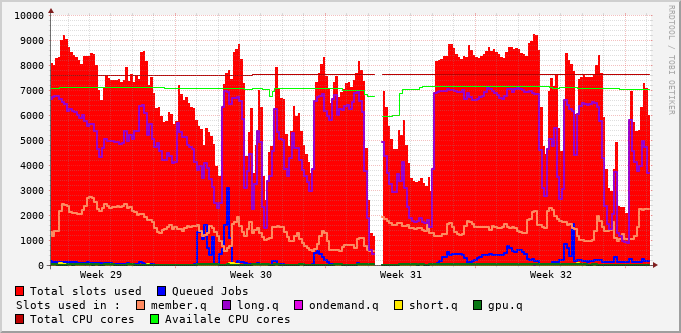 10000
9000
8000
7000
6000
5000
4000
3000
2000
1000
0
Week 29 Week 30 Week 31 Week 32
RRDTOOL / TOBI OETIKER
Total slots used Queued Jobs
Slots used in : member.q long.q ondemand.q short.q gpu.q
Total CPU cores Availale CPU cores